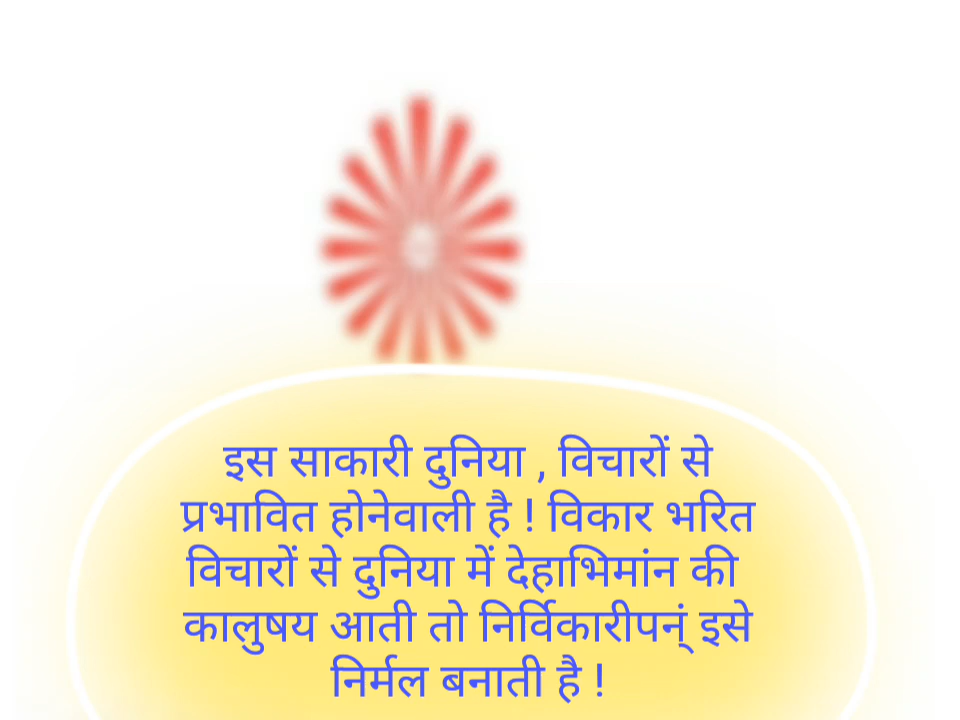 इस साकारी दुनिया , विचारों से
प्रभावित होनेवाली है ! विकार भरित
विचारों से दुनिया में देहाभिमांन की
कालुषय आती तो निर्विकारीपन्ं इसे
निर्मल बनाती है !